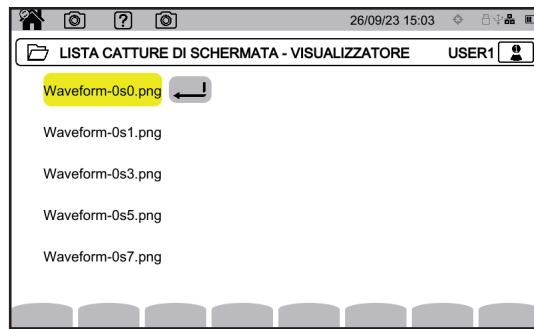 26/09/23 15:03
LISTA CATTURE DI SCHERMATA - VISUALIZZATORE USER1
Waveform-0s0.png
Waveform-0s1.png
Waveform-0s3.png
Waveform-0s5.png
Waveform-0s7.png